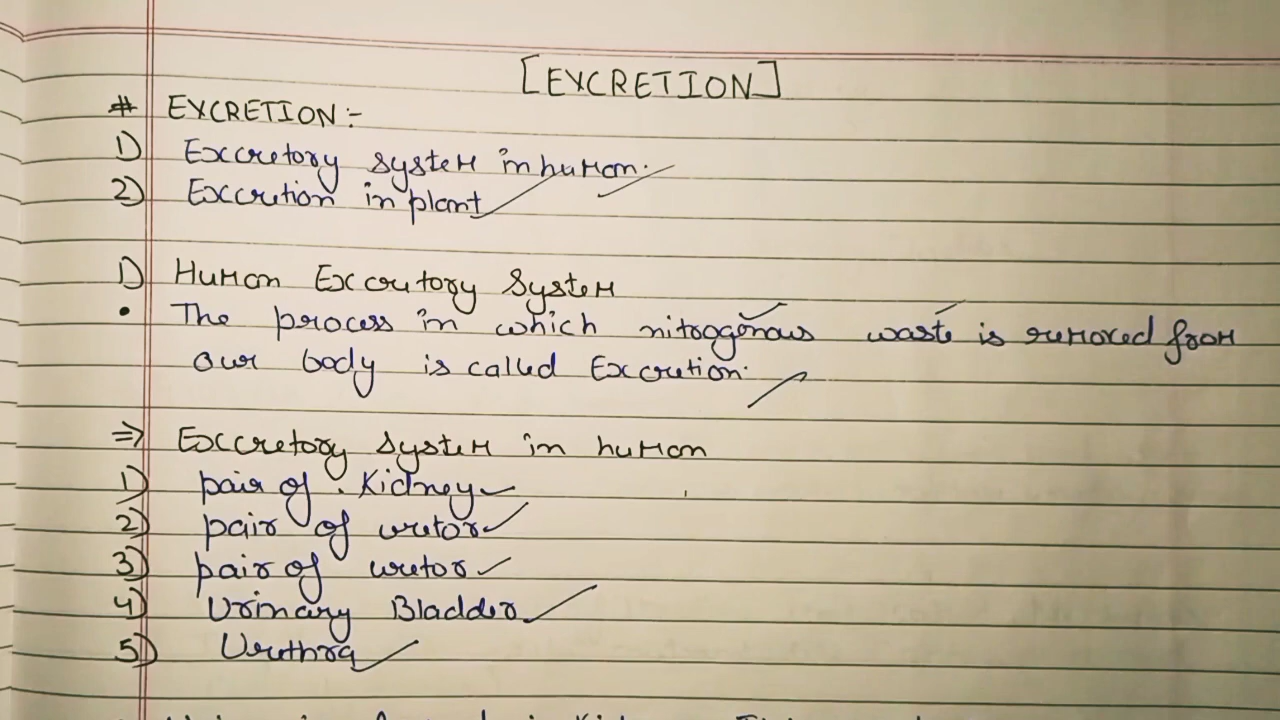 [EXCRETION]
# EXCRETION:-
1) Excretory system in human.
2) Excretion in plant
1) Human Excretory System
• The process in which nitrogenous waste is removed from
our body is called Excretion.
⇒ Excretory System in human
1) pair of Kidney
2) pair of uretor
3) pair of uretor
4) Urinary Bladder
5) Urethra